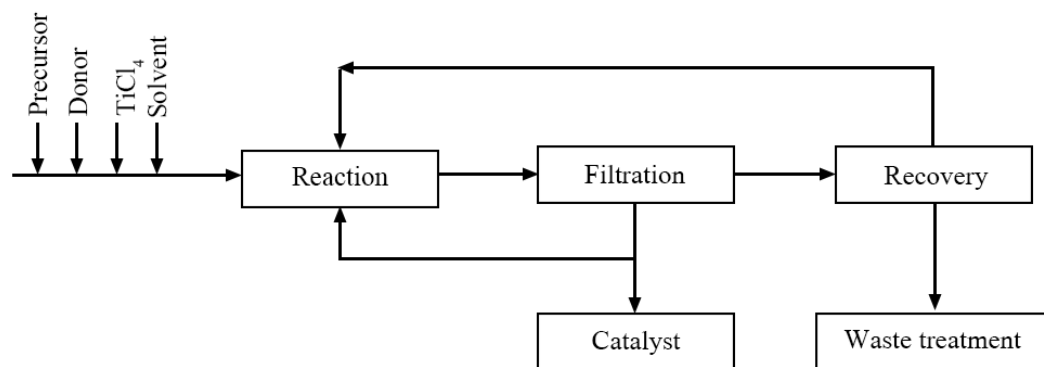 Precursor
Donor
TiCl4
Solvent
Reaction
Filtration
Recovery
Catalyst
Waste treatment